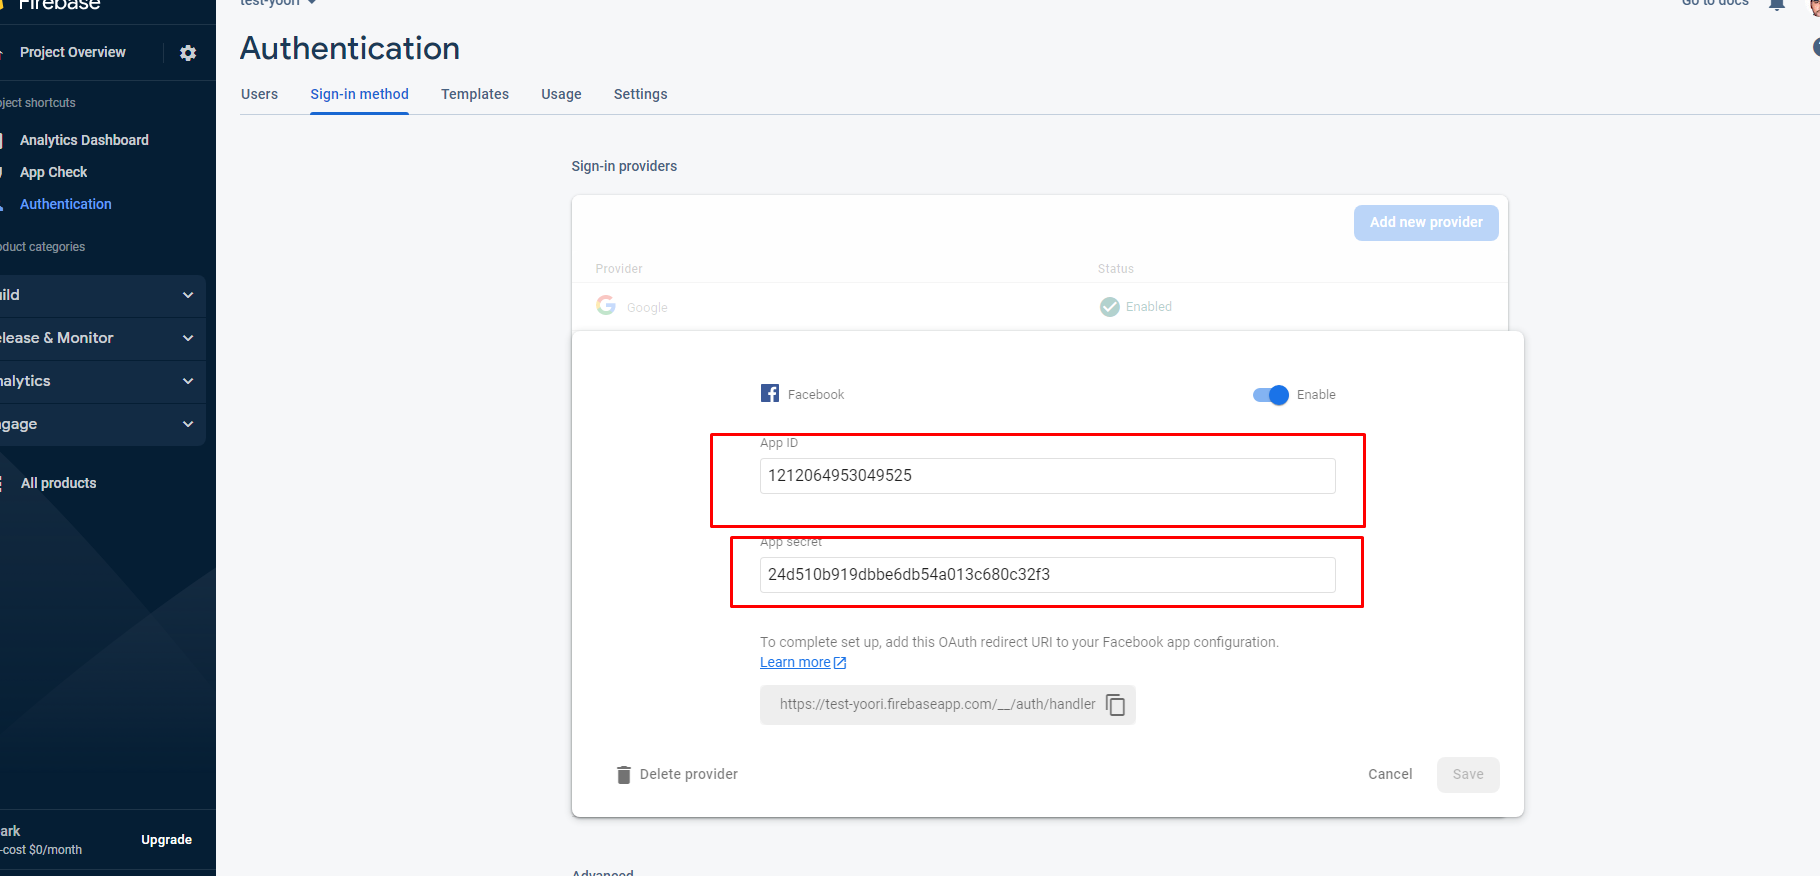 Firebase
test-yoori
Go to docs
Project Overview
Authentication
Users
Sign-in method
Templates
Usage
Settings
oject shortcuts
Analytics Dashboard
App Check
Authentication
oduct categories
ild
elease & Monitor
nalytics
gage
All products
ark
-cost $0/month
Upgrade
Sign-in providers
Add new provider
Provider
Status
Google
Enabled
Facebook
Enable
App ID
1212064953049525
App secret
24d510b919dbbe6db54a013c680c32f3
To complete set up, add this OAuth redirect URI to your Facebook app configuration.
Learn more
https://test-yoori.firebaseapp.com/__/auth/handler
Delete provider
Cancel
Save
Advanced